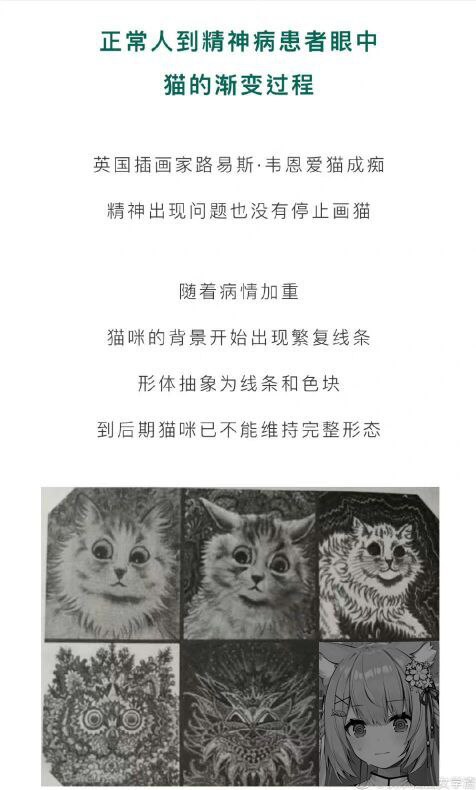 正常人到精神病患者眼中
猫的渐变过程
英国插画家路易斯·韦恩爱猫成痴
精神出现问题也没有停止画猫
随着病情加重
猫咪的背景开始出现繁复线条
形体抽象为线条和色块
到后期猫咪已不能维持完整形态